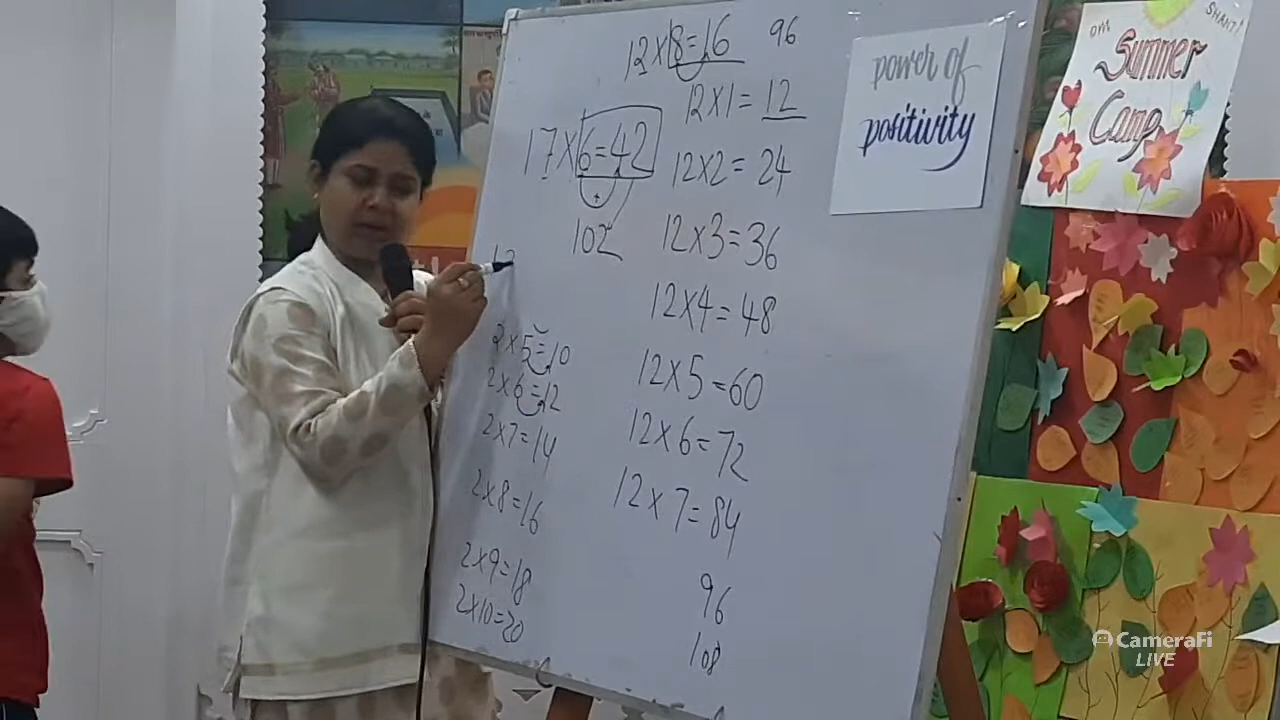 12x8=16 96
12x1=12
17x6=42
102
12x2=24
12x3=36
12x4=48
12x5=60
12x6=72
12x7=84
96
108
12
2x5=10
2x6=12
2x7=14
2x8=16
2x9=18
2x10=20
power of
positivity
om SHANTI
Summer
Camp
CameraFi
LIVE